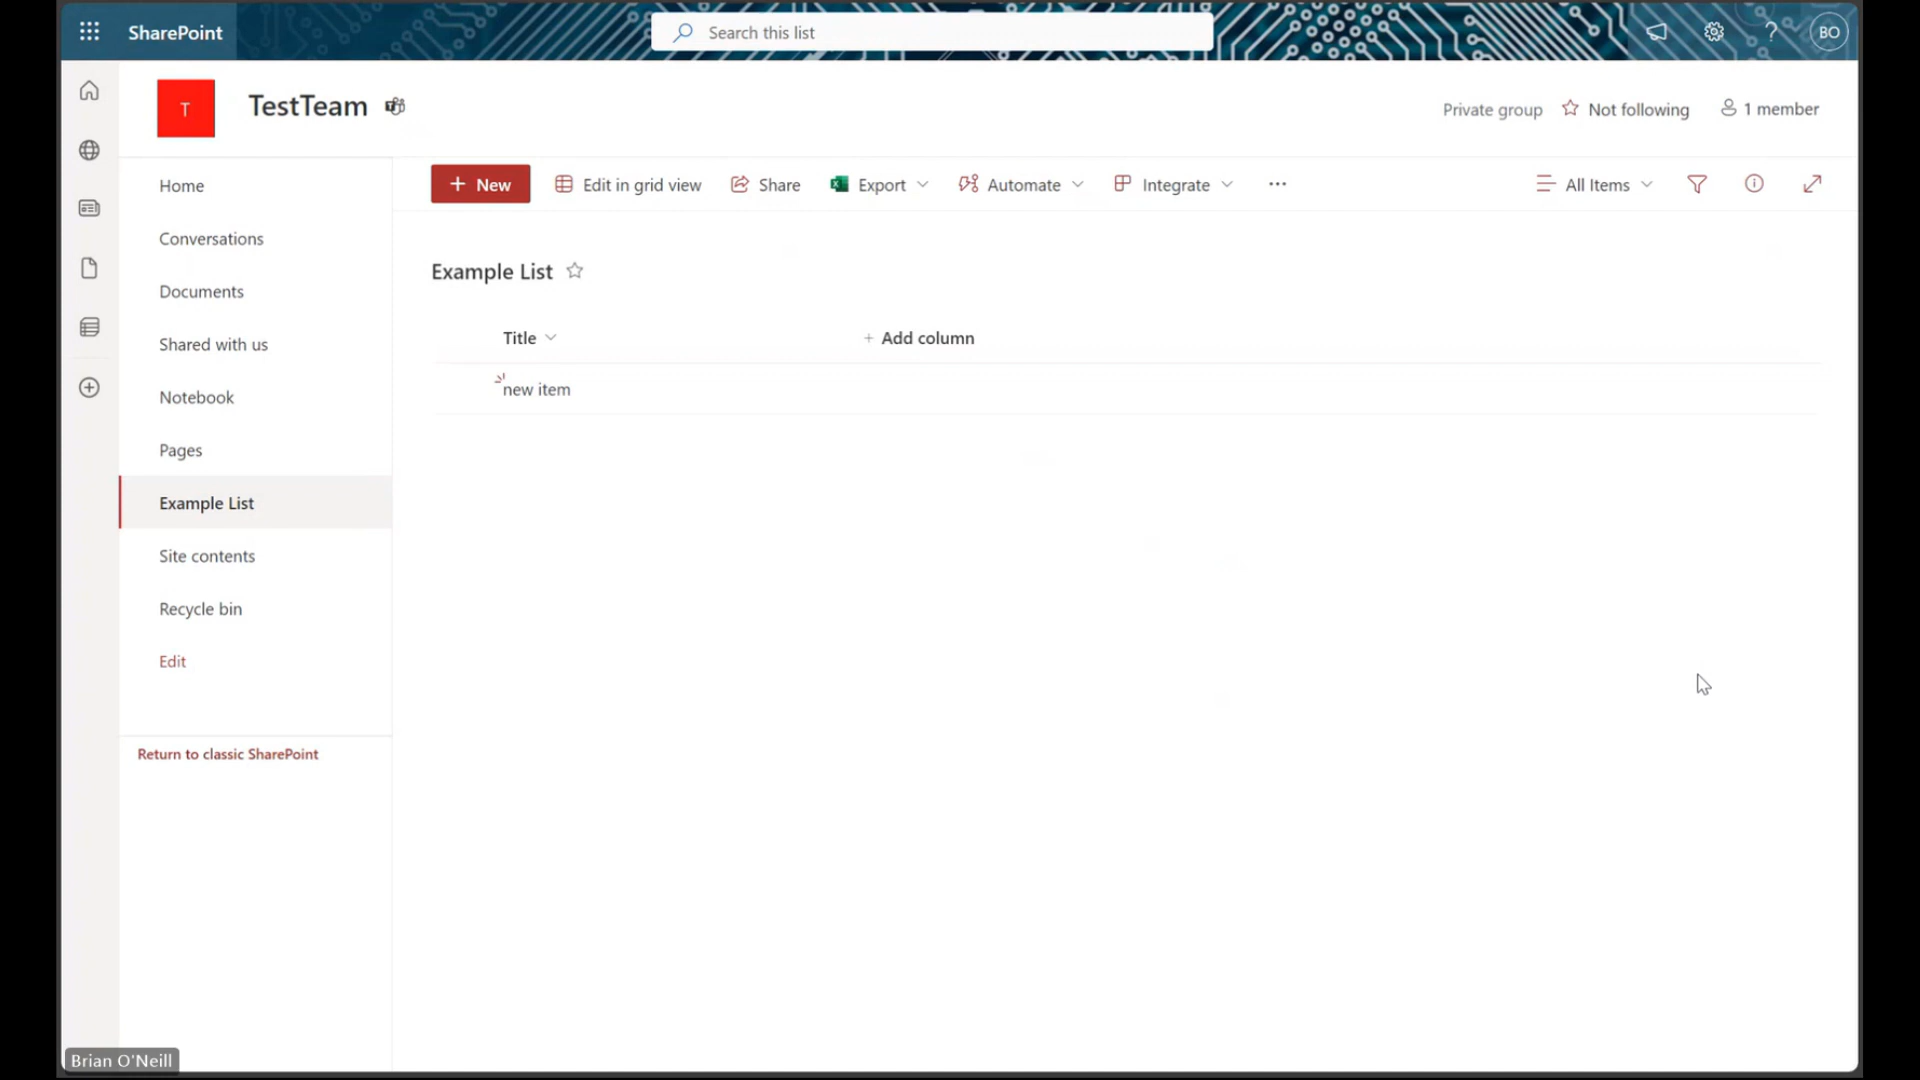 SharePoint
Search this list
BO
T
TestTeam
Private group
Not following
1 member
Home
Conversations
Documents
Shared with us
Notebook
Pages
Example List
Site contents
Recycle bin
Edit
Return to classic SharePoint
+ New
Edit in grid view
Share
Export
Automate
Integrate
...
All Items
Example List
Title
+ Add column
new item
Brian O'Neill